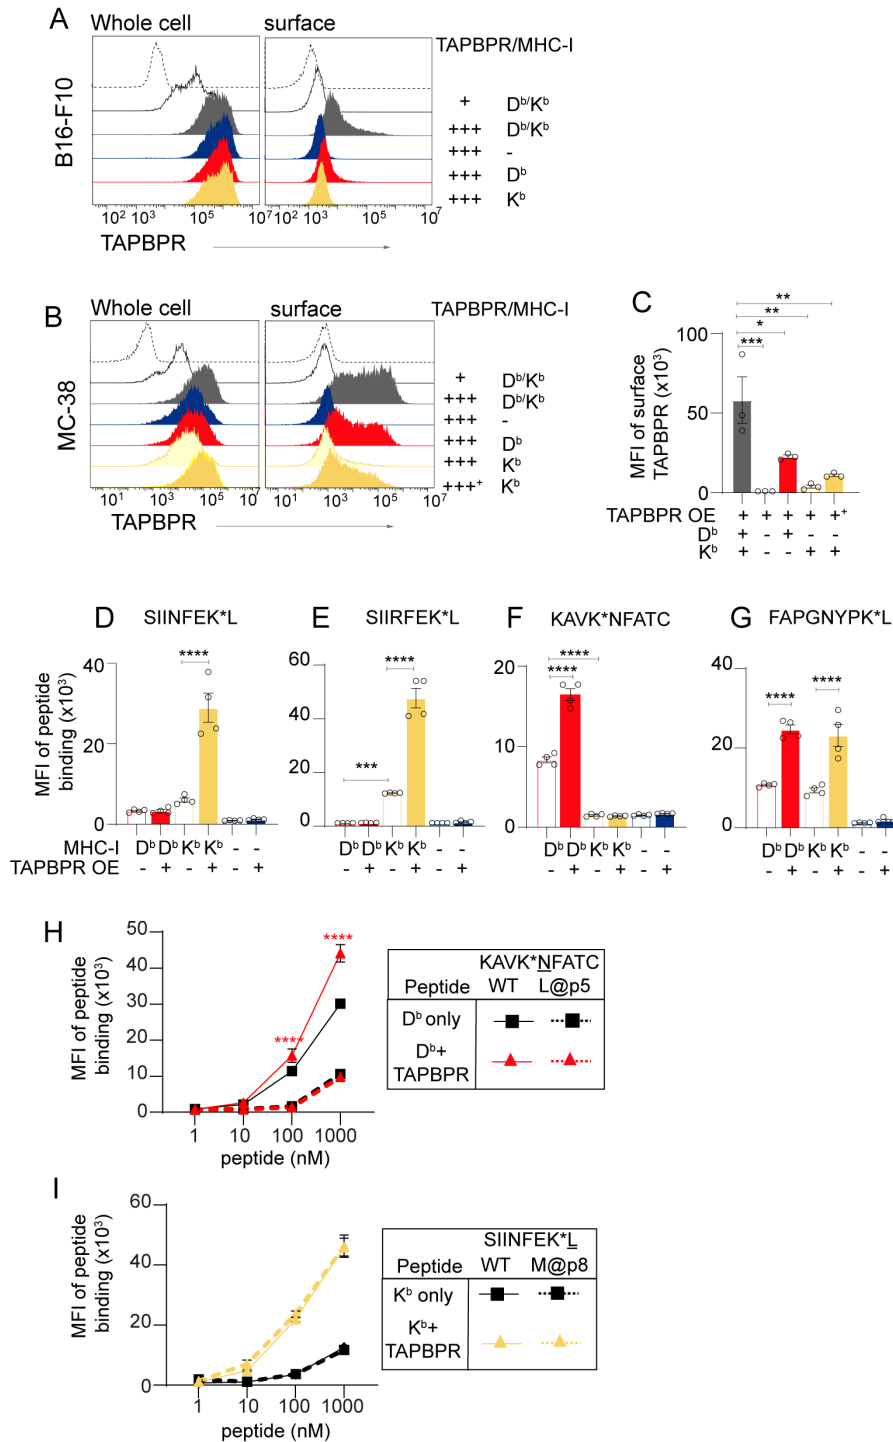 A
Whole cell surface TAPBPR/MHC-I
B16-F10
+ Dᵇ/Kᵇ
+++ Dᵇ/Kᵇ
+++ -
+++ Dᵇ
+++ Kᵇ
10² 10³ 10⁵ 10⁷ 10² 10³ 10⁵ 10⁷
TAPBPR
B
Whole cell surface TAPBPR/MHC-I
MC-38
+ Dᵇ/Kᵇ
+++ Dᵇ/Kᵇ
+++ -
+++ Dᵇ
+++ Kᵇ
+++⁺ Kᵇ
10¹ 10³ 10⁵ 10⁷ 10¹ 10³ 10⁵ 10⁷
TAPBPR
C
MFI of surface
TAPBPR (x10³)
**
**
*
***
100
50
0
TAPBPR OE + + + + +⁺
Dᵇ + - + - -
Kᵇ + - - + +
D SIINFEK*L
MFI of peptide
binding (x10³)
40
20
0
****
MHC-I Dᵇ Dᵇ Kᵇ Kᵇ - -
TAPBPR OE - + - + - +
E SIIRFEK*L
60
40
20
0
****
***
Dᵇ Dᵇ Kᵇ Kᵇ - -
- + - + - +
F KAVK*NFATC
20
10
0
****
****
Dᵇ Dᵇ Kᵇ Kᵇ - -
- + - + - +
G FAPGNYPK*L
40
20
0
**** ****
Dᵇ Dᵇ Kᵇ Kᵇ - -
- + - + - +
H
MFI of peptide
binding (x10³)
50
40
30
20
10
0
****
****
1 10 100 1000
peptide (nM)
KAVK*NFATC
Peptide WT L@p5
Dᵇ only
Dᵇ+
TAPBPR
I
MFI of peptide
binding (x10³)
60
40
20
0
1 10 100 1000
peptide (nM)
SIINFEK*L
Peptide WT M@p8
Kᵇ only
Kᵇ+
TAPBPR